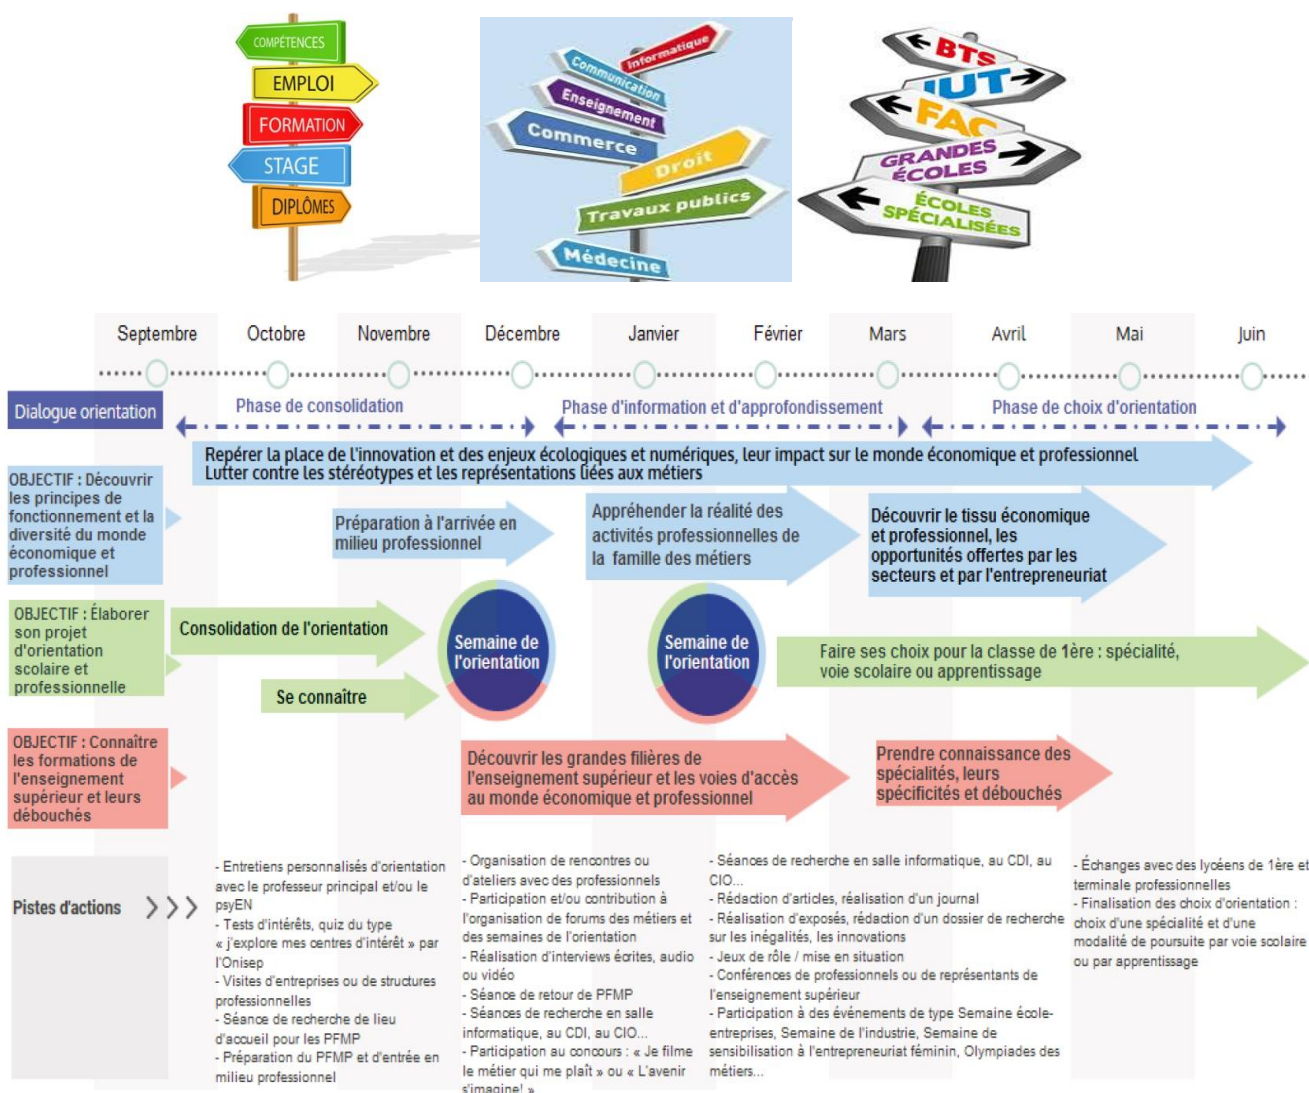 COMPÉTENCES
EMPLOI
FORMATION
STAGE
DIPLÔMES
Informatique
Communication
Enseignement
Commerce
Droit
Travaux publics
Médecine
BTS
IUT
FAC
GRANDES
ÉCOLES
ÉCOLES
SPÉCIALISÉES
Septembre
Octobre
Novembre
Décembre
Janvier
Février
Mars
Avril
Mai
Juin
Dialogue orientation
Phase de consolidation
Phase d'information et d'approfondissement
Phase de choix d'orientation
Repérer la place de l'innovation et des enjeux écologiques et numériques, leur impact sur le monde économique et professionnel
Lutter contre les stéréotypes et les représentations liées aux métiers
OBJECTIF : Découvrir
les principes de
fonctionnement et la
diversité du monde
économique et
professionnel
Préparation à l'arrivée en
milieu professionnel
Appréhender la réalité des
activités professionnelles de
la famille des métiers
Découvrir le tissu économique
et professionnel, les
opportunités offertes par les
secteurs et par l'entrepreuriat
OBJECTIF : Élaborer
son projet
d'orientation
scolaire et
professionnelle
Consolidation de l'orientation
Se connaître
Semaine de
l'orientation
Semaine de
l'orientation
Faire ses choix pour la classe de 1ère : spécialité,
voie scolaire ou apprentissage
OBJECTIF : Connaître
les formations de
l'enseignement
supérieur et leurs
débouchés
Découvrir les grandes filières de
l'enseignement supérieur et les voies d'accès
au monde économique et professionnel
Prendre connaissance des
spécialités, leurs
spécificités et débouchés
Pistes d'actions
- Entretiens personnalisés d'orientation
avec le professeur principal et/ou le
psyEN
- Tests d'intérêts, quiz du type
« j'explore mes centres d'intérêt » par
l'Onisep
- Visites d'entreprises ou de structures
professionnelles
- Séance de recherche de lieu
d'accueil pour les PFMP
- Préparation du PFMP et d'entrée en
milieu professionnel
- Organisation de rencontres ou
d'ateliers avec des professionnels
- Participation et/ou contribution à
l'organisation de forums des métiers et
des semaines de l'orientation
- Réalisation d'interviews écrites, audio
ou vidéo
- Séance de retour de PFMP
- Séances de recherche en salle
informatique, au CDI, au CIO...
- Participation au concours : « Je filme
le métier qui me plaît » ou « L'avenir
s'imagine! »
- Séances de recherche en salle informatique, au CDI, au
CIO...
- Rédaction d'articles, réalisation d'un journal
- Réalisation d'exposés, rédaction d'un dossier de recherche
sur les inégalités, les innovations
- Jeux de rôle / mise en situation
- Conférences de professionnels ou de représentants de
l'enseignement supérieur
- Participation à des événements de type Semaine école-
entreprises, Semaine de l'industrie, Semaine de
sensibilisation à l'entrepreneuriat féminin, Olympiades des
métiers...
- Échanges avec des lycéens de 1ère et
terminale professionnelles
- Finalisation des choix d'orientation :
choix d'une spécialité et d'une
modalité de poursuite par voie scolaire
ou par apprentissage